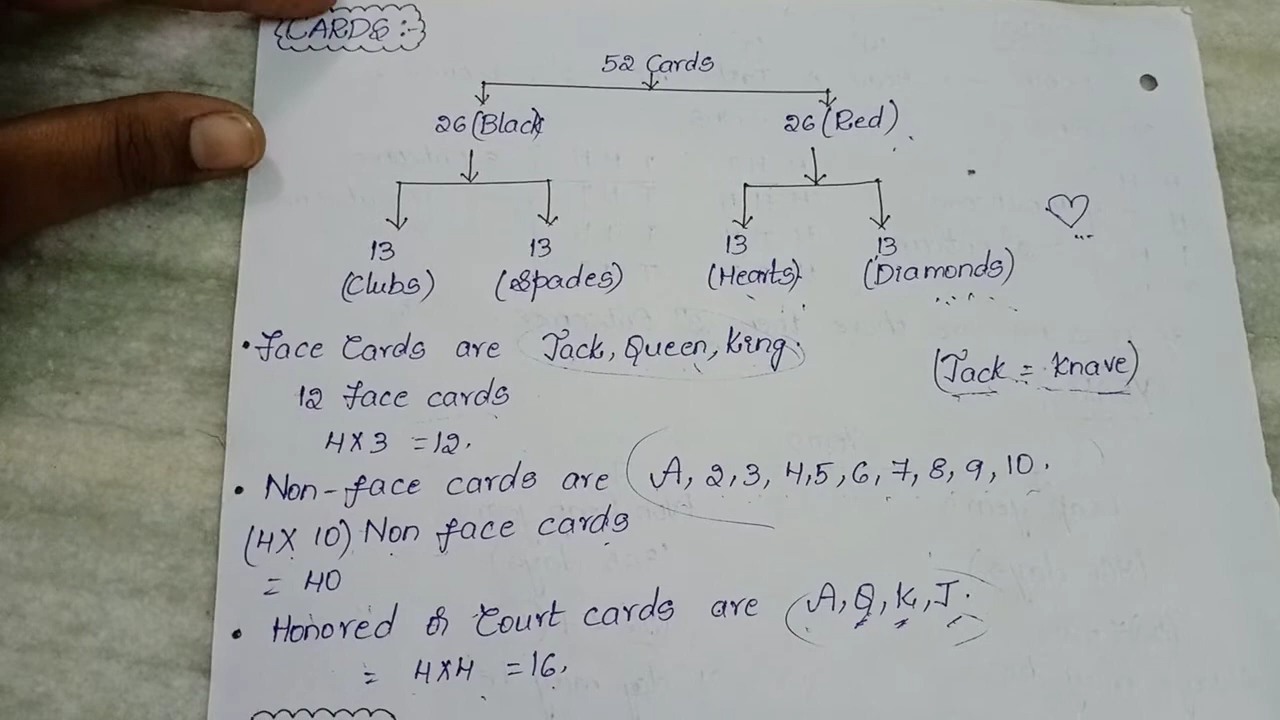 CARDS :-
52 Cards
26 (Black) 26 (Red)
13 13 13 13
(Clubs) (Spades) (Hearts) (Diamonds)
• Face Cards are Jack, Queen, King.
(Jack = Knave)
12 face cards
4 X 3 = 12.
• Non-face cards are (A, 2, 3, 4, 5, 6, 7, 8, 9, 10.
(4 X 10) Non face cards
= 40
• Honored or Court cards are (A, Q, K, J.
= 4X4 = 16.